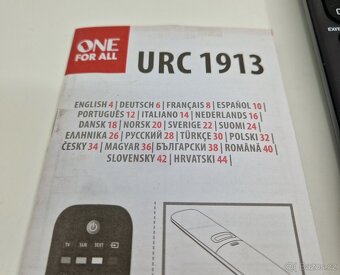 ONE
FOR ALL
URC 1913
ENGLISH 4 | DEUTSCH 6 | FRANÇAIS 8 | ESPAÑOL 10 |
PORTUGUÊS 12 | ITALIANO 14 | NEDERLANDS 16 |
DANSK 18 | NORSK 20 | SVERIGE 22 | SUOMI 24 |
ΕΛΛΗΝΙΚΑ 26 | РУССКИЙ 28 | TÜRKÇE 30 | POLSKI 32 |
ČESKY 34 | MAGYAR 36 | БЪЛГАРСКИ 38 | ROMÂNĂ 40 |
SLOVENSKY 42 | HRVATSKI 44 |
TV SUB TEXT